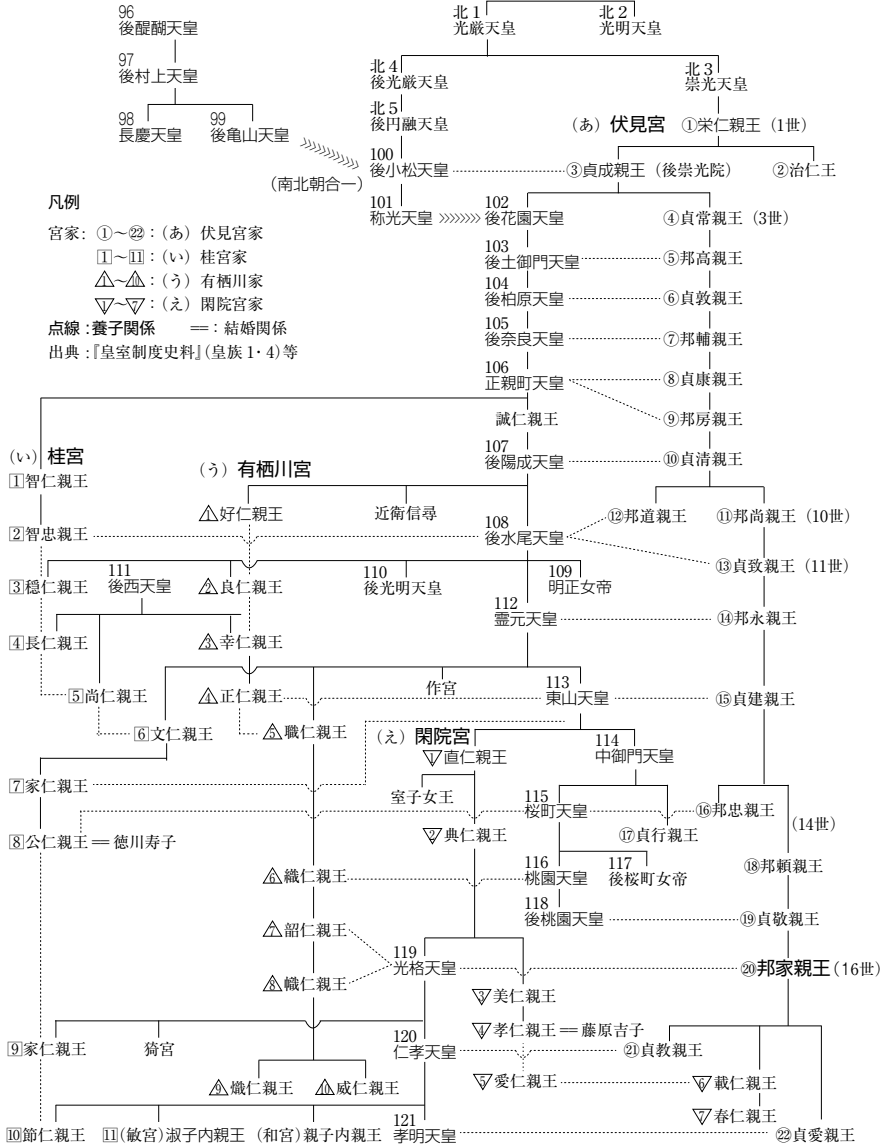 96
後醍醐天皇
97
後村上天皇
98
長慶天皇
99
後亀山天皇
(南北朝合一)
北1
光厳天皇
北2
光明天皇
北4
後光厳天皇
北3
崇光天皇
北5
後円融天皇
(あ) 伏見宮
①栄仁親王 (1世)
100
後小松天皇
③貞成親王 (後崇光院)
②治仁王
101
称光天皇
102
後花園天皇
④貞常親王 (3世)
凡例
宮家: ①~㉒:(あ) 伏見宮家
1~11:(い) 桂宮家
1~10:(う) 有栖川家
1~7:(え) 閑院宮家
点線:養子関係 ==:結婚関係
出典:『皇室制度史料』(皇族1・4)等
103
後土御門天皇
⑤邦高親王
104
後柏原天皇
⑥貞敦親王
105
後奈良天皇
⑦邦輔親王
106
正親町天皇
⑧貞康親王
誠仁親王
⑨邦房親王
107
後陽成天皇
⑩貞清親王
(い) 桂宮
1智仁親王
(う) 有栖川宮
1好仁親王
近衛信尋
108
後水尾天皇
⑫邦道親王
⑪邦尚親王 (10世)
2智忠親王
⑬貞致親王 (11世)
3穏仁親王
111
後西天皇
2良仁親王
110
後光明天皇
109
明正女帝
112
霊元天皇
⑭邦永親王
4長仁親王
3幸仁親王
5尚仁親王
4正仁親王
作宮
113
東山天皇
⑮貞建親王
6文仁親王
5職仁親王
(え) 閑院宮
1直仁親王
114
中御門天皇
7家仁親王
室子女王
115
桜町天皇
⑯邦忠親王
(14世)
8公仁親王==徳川寿子
2典仁親王
⑰貞行親王
116
桃園天皇
117
後桜町女帝
⑱邦頼親王
6織仁親王
118
後桃園天皇
⑲貞敬親王
7韶仁親王
119
光格天皇
⑳邦家親王(16世)
8幟仁親王
3美仁親王
9家仁親王
猗宮
120
仁孝天皇
4孝仁親王==藤原吉子
㉑貞教親王
9熾仁親王
10威仁親王
5愛仁親王
6載仁親王
7春仁親王
10節仁親王
11(敏宮)淑子内親王
(和宮)親子内親王
121
孝明天皇
㉒貞愛親王